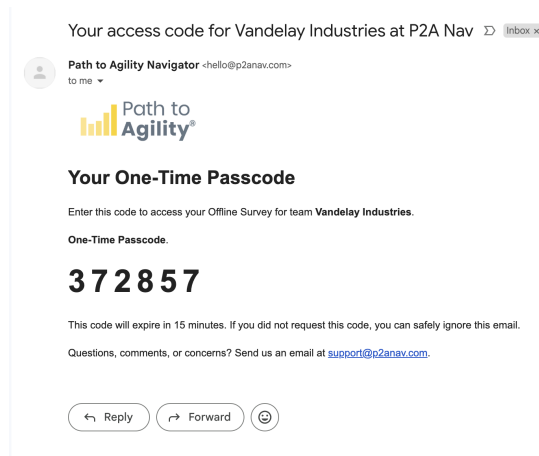 Your access code for Vandelay Industries at P2A Nav Inbox ×
Path to Agility Navigator <hello@p2anav.com>
to me
Path to
Agility®
Your One-Time Passcode
Enter this code to access your Offline Survey for team Vandelay Industries.
One-Time Passcode.
372857
This code will expire in 15 minutes. If you did not request this code, you can safely ignore this email.
Questions, comments, or concerns? Send us an email at support@p2anav.com.
Reply Forward